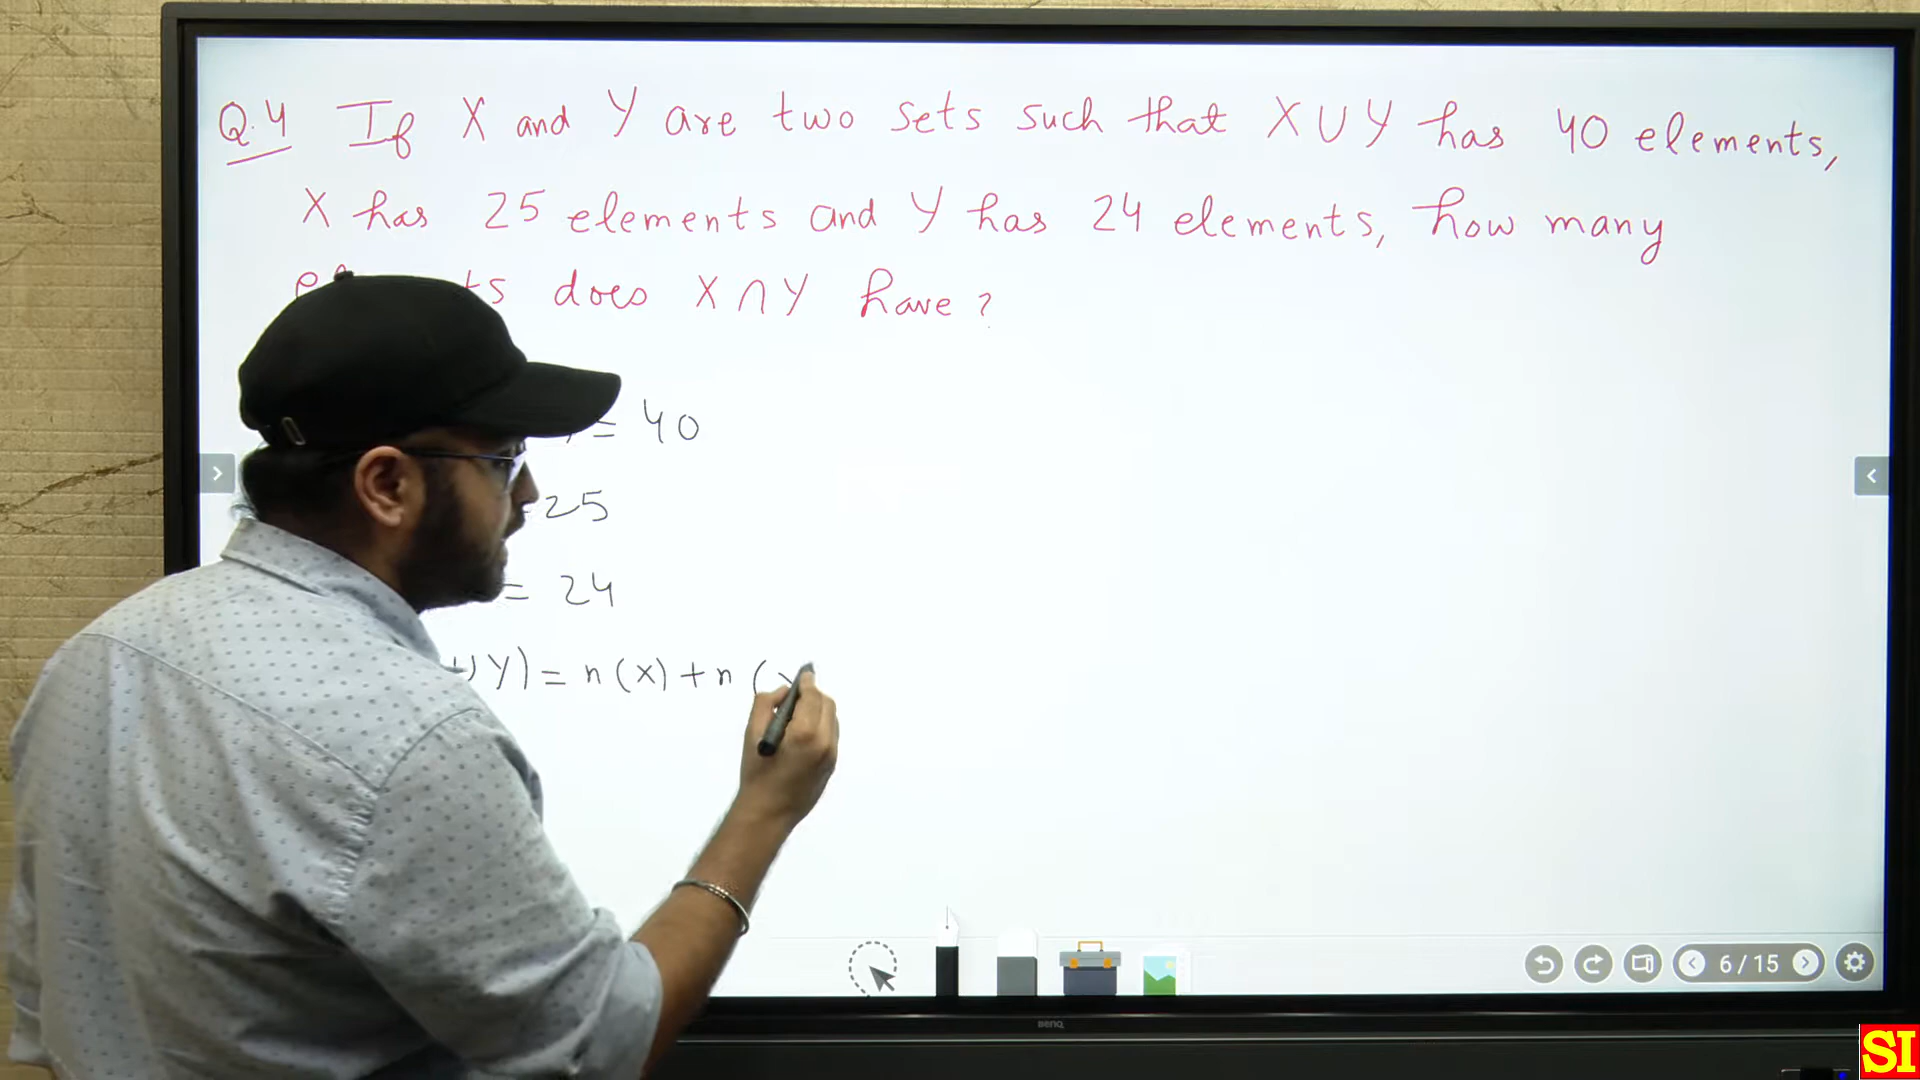 Q.4 If X and Y are two sets such that X ∪ Y has 40 elements,
X has 25 elements and Y has 24 elements, how many
does X ∩ Y have ?
= 40
25
= 24
∪ Y) = n (X) + n (
6 / 15
BenQ
SI